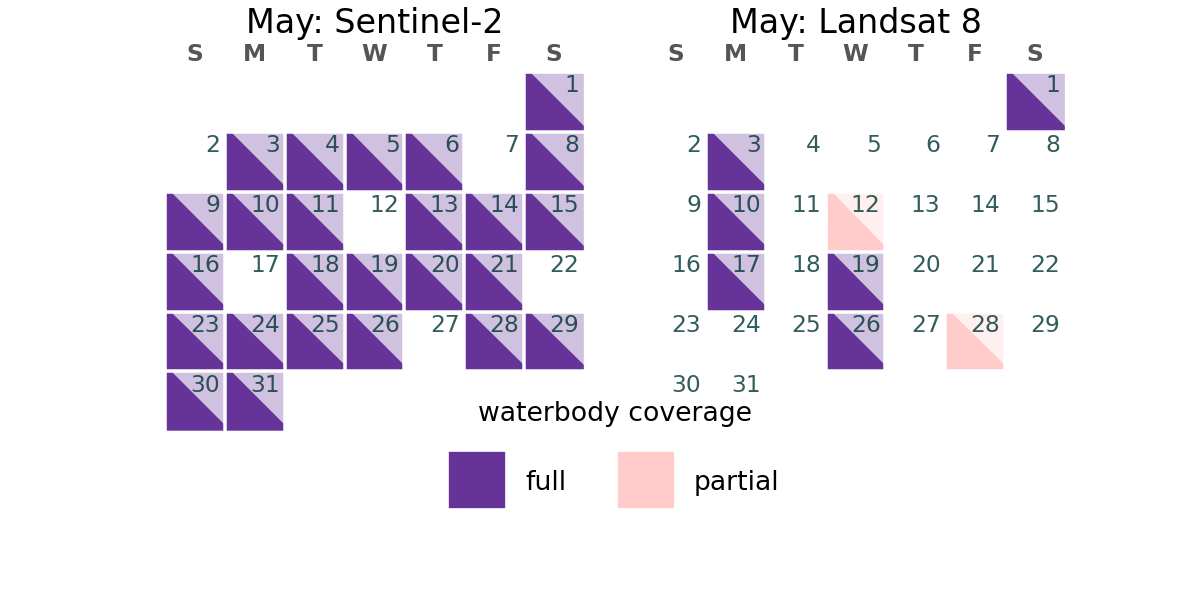 May: Sentinel-2
S M T W T F S
1
2 3 4 5 6 7 8
9 10 11 12 13 14 15
16 17 18 19 20 21 22
23 24 25 26 27 28 29
30 31
May: Landsat 8
S M T W T F S
1
2 3 4 5 6 7 8
9 10 11 12 13 14 15
16 17 18 19 20 21 22
23 24 25 26 27 28 29
30 31
waterbody coverage
full
partial